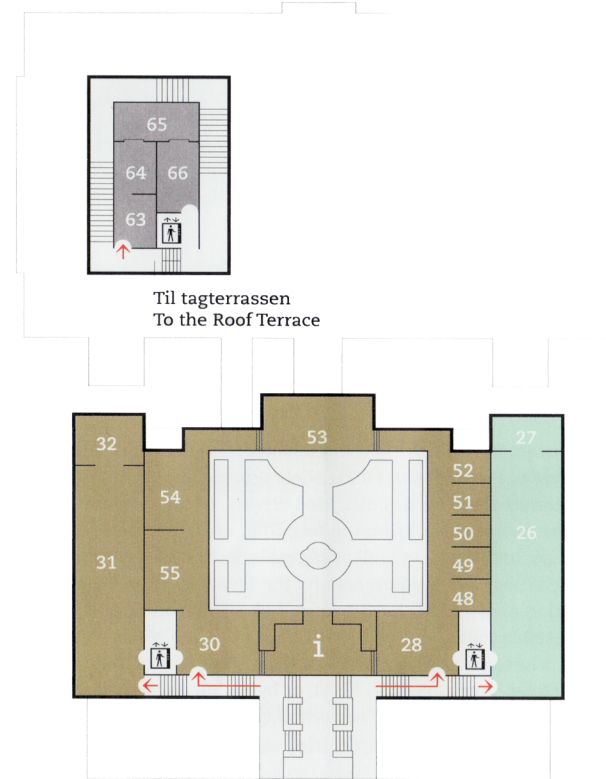 65
64 66
63
Til tagterrassen
To the Roof Terrace
32 53 27
52
54 51
50 26
31 55 49
48
30 i 28